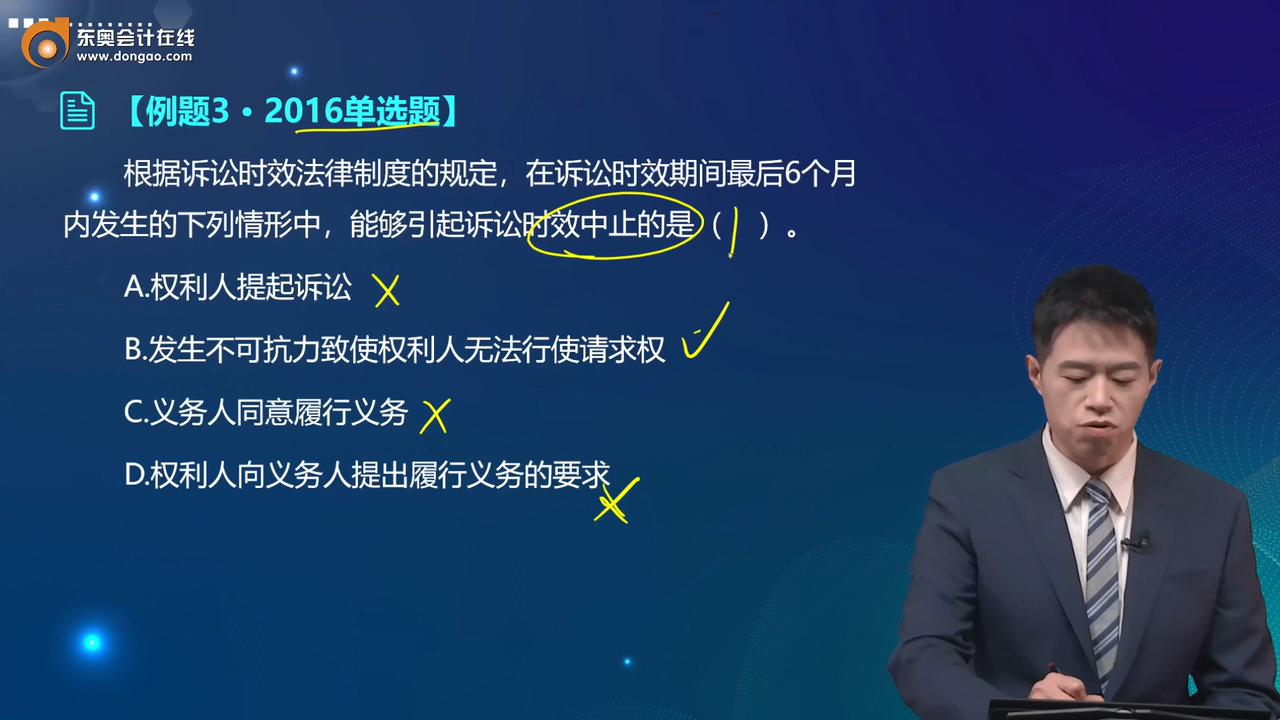 东奥会计在线
www.dongao.com
【例题3·2016单选题】
根据诉讼时效法律制度的规定，在诉讼时效期间最后6个月
内发生的下列情形中，能够引起诉讼时效中止的是（ ）。
A.权利人提起诉讼
B.发生不可抗力致使权利人无法行使请求权
C.义务人同意履行义务
D.权利人向义务人提出履行义务的要求